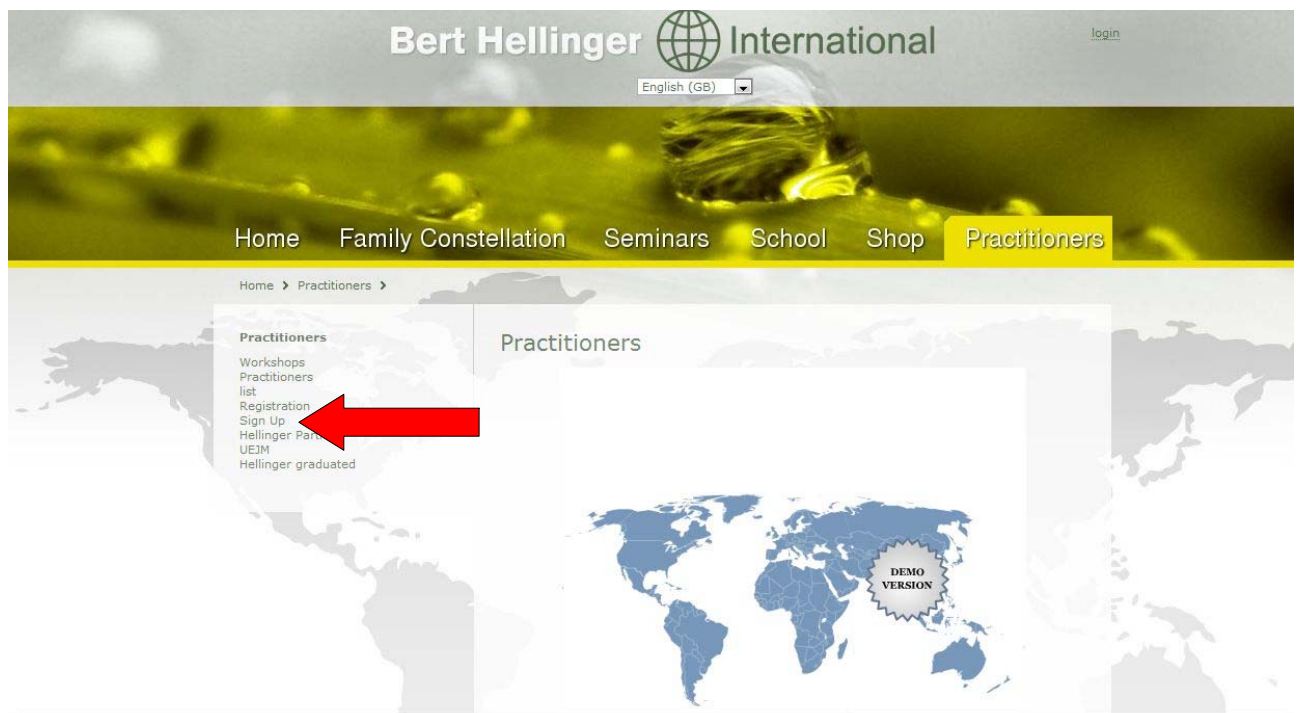 Bert Hellinger International
login
English (GB)
Home Family Constellation Seminars School Shop Practitioners
Home > Practitioners >
Practitioners
Workshops
Practitioners
list
Registration
Sign Up
Hellinger
UEJM
Hellinger graduated
Practitioners
DEMO
VERSION